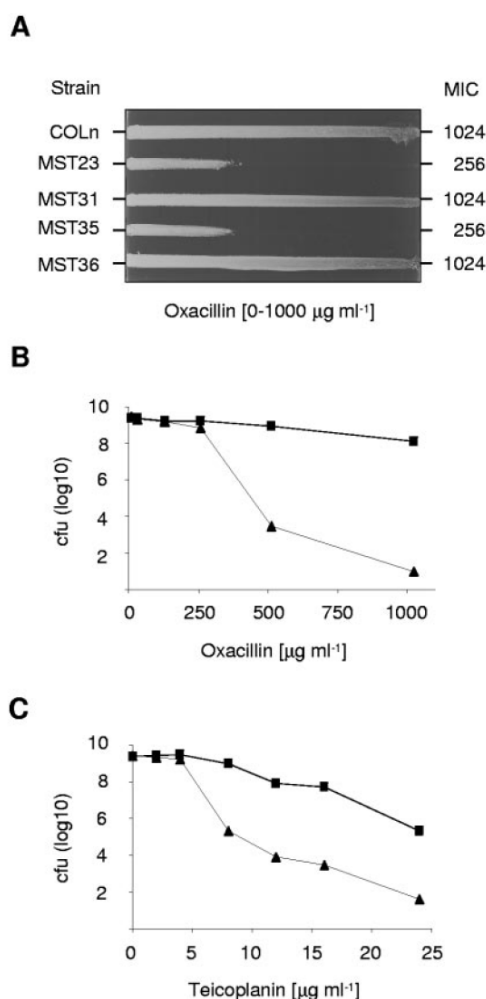 A
Strain MIC
COLn 1024
MST23 256
MST31 1024
MST35 256
MST36 1024
Oxacillin [0-1000 µg ml⁻¹]
B
10
8
6
4
2
cfu (log10)
0 250 500 750 1000
Oxacillin [µg ml⁻¹]
C
10
8
6
4
2
cfu (log10)
0 5 10 15 20 25
Teicoplanin [µg ml⁻¹]